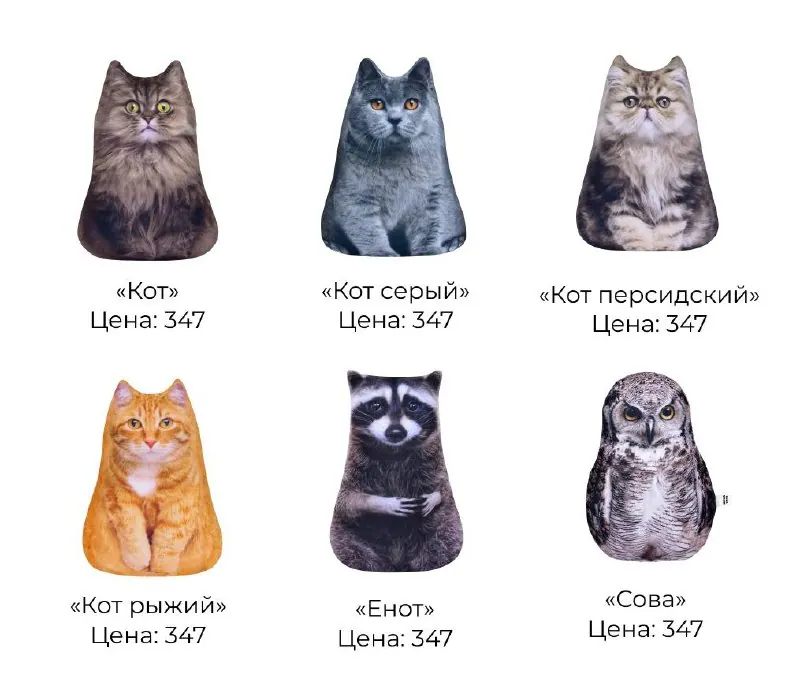 «Кот»
Цена: 347
«Кот серый»
Цена: 347
«Кот персидский»
Цена: 347
«Кот рыжий»
Цена: 347
«Енот»
Цена: 347
«Сова»
Цена: 347